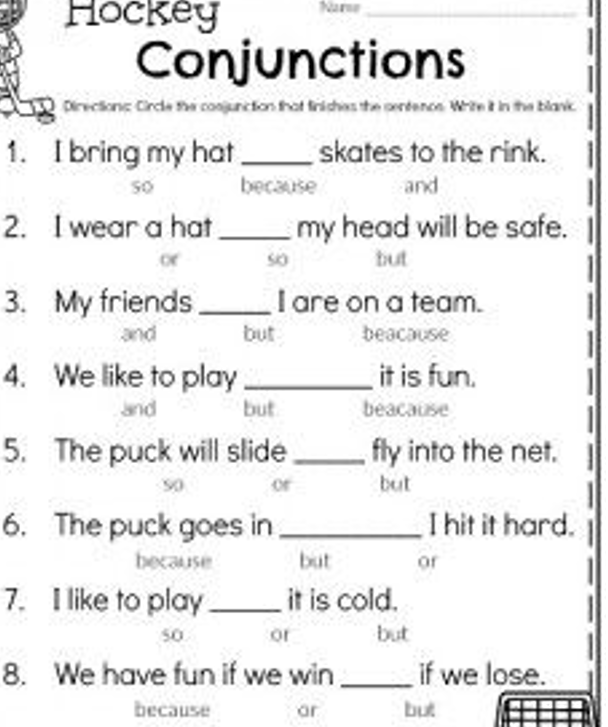 Hockey
Name ____________
Conjunctions
Directions: Circle the conjunction that finishes the sentence. Write it in the blank.
1. I bring my hat _____ skates to the rink.
so because and
2. I wear a hat _____ my head will be safe.
or so but
3. My friends _____ I are on a team.
and but beacause
4. We like to play _________ it is fun.
and but beacause
5. The puck will slide _____ fly into the net.
so or but
6. The puck goes in __________ I hit it hard.
because but or
7. I like to play _____ it is cold.
so or but
8. We have fun if we win _____ if we lose.
because or but